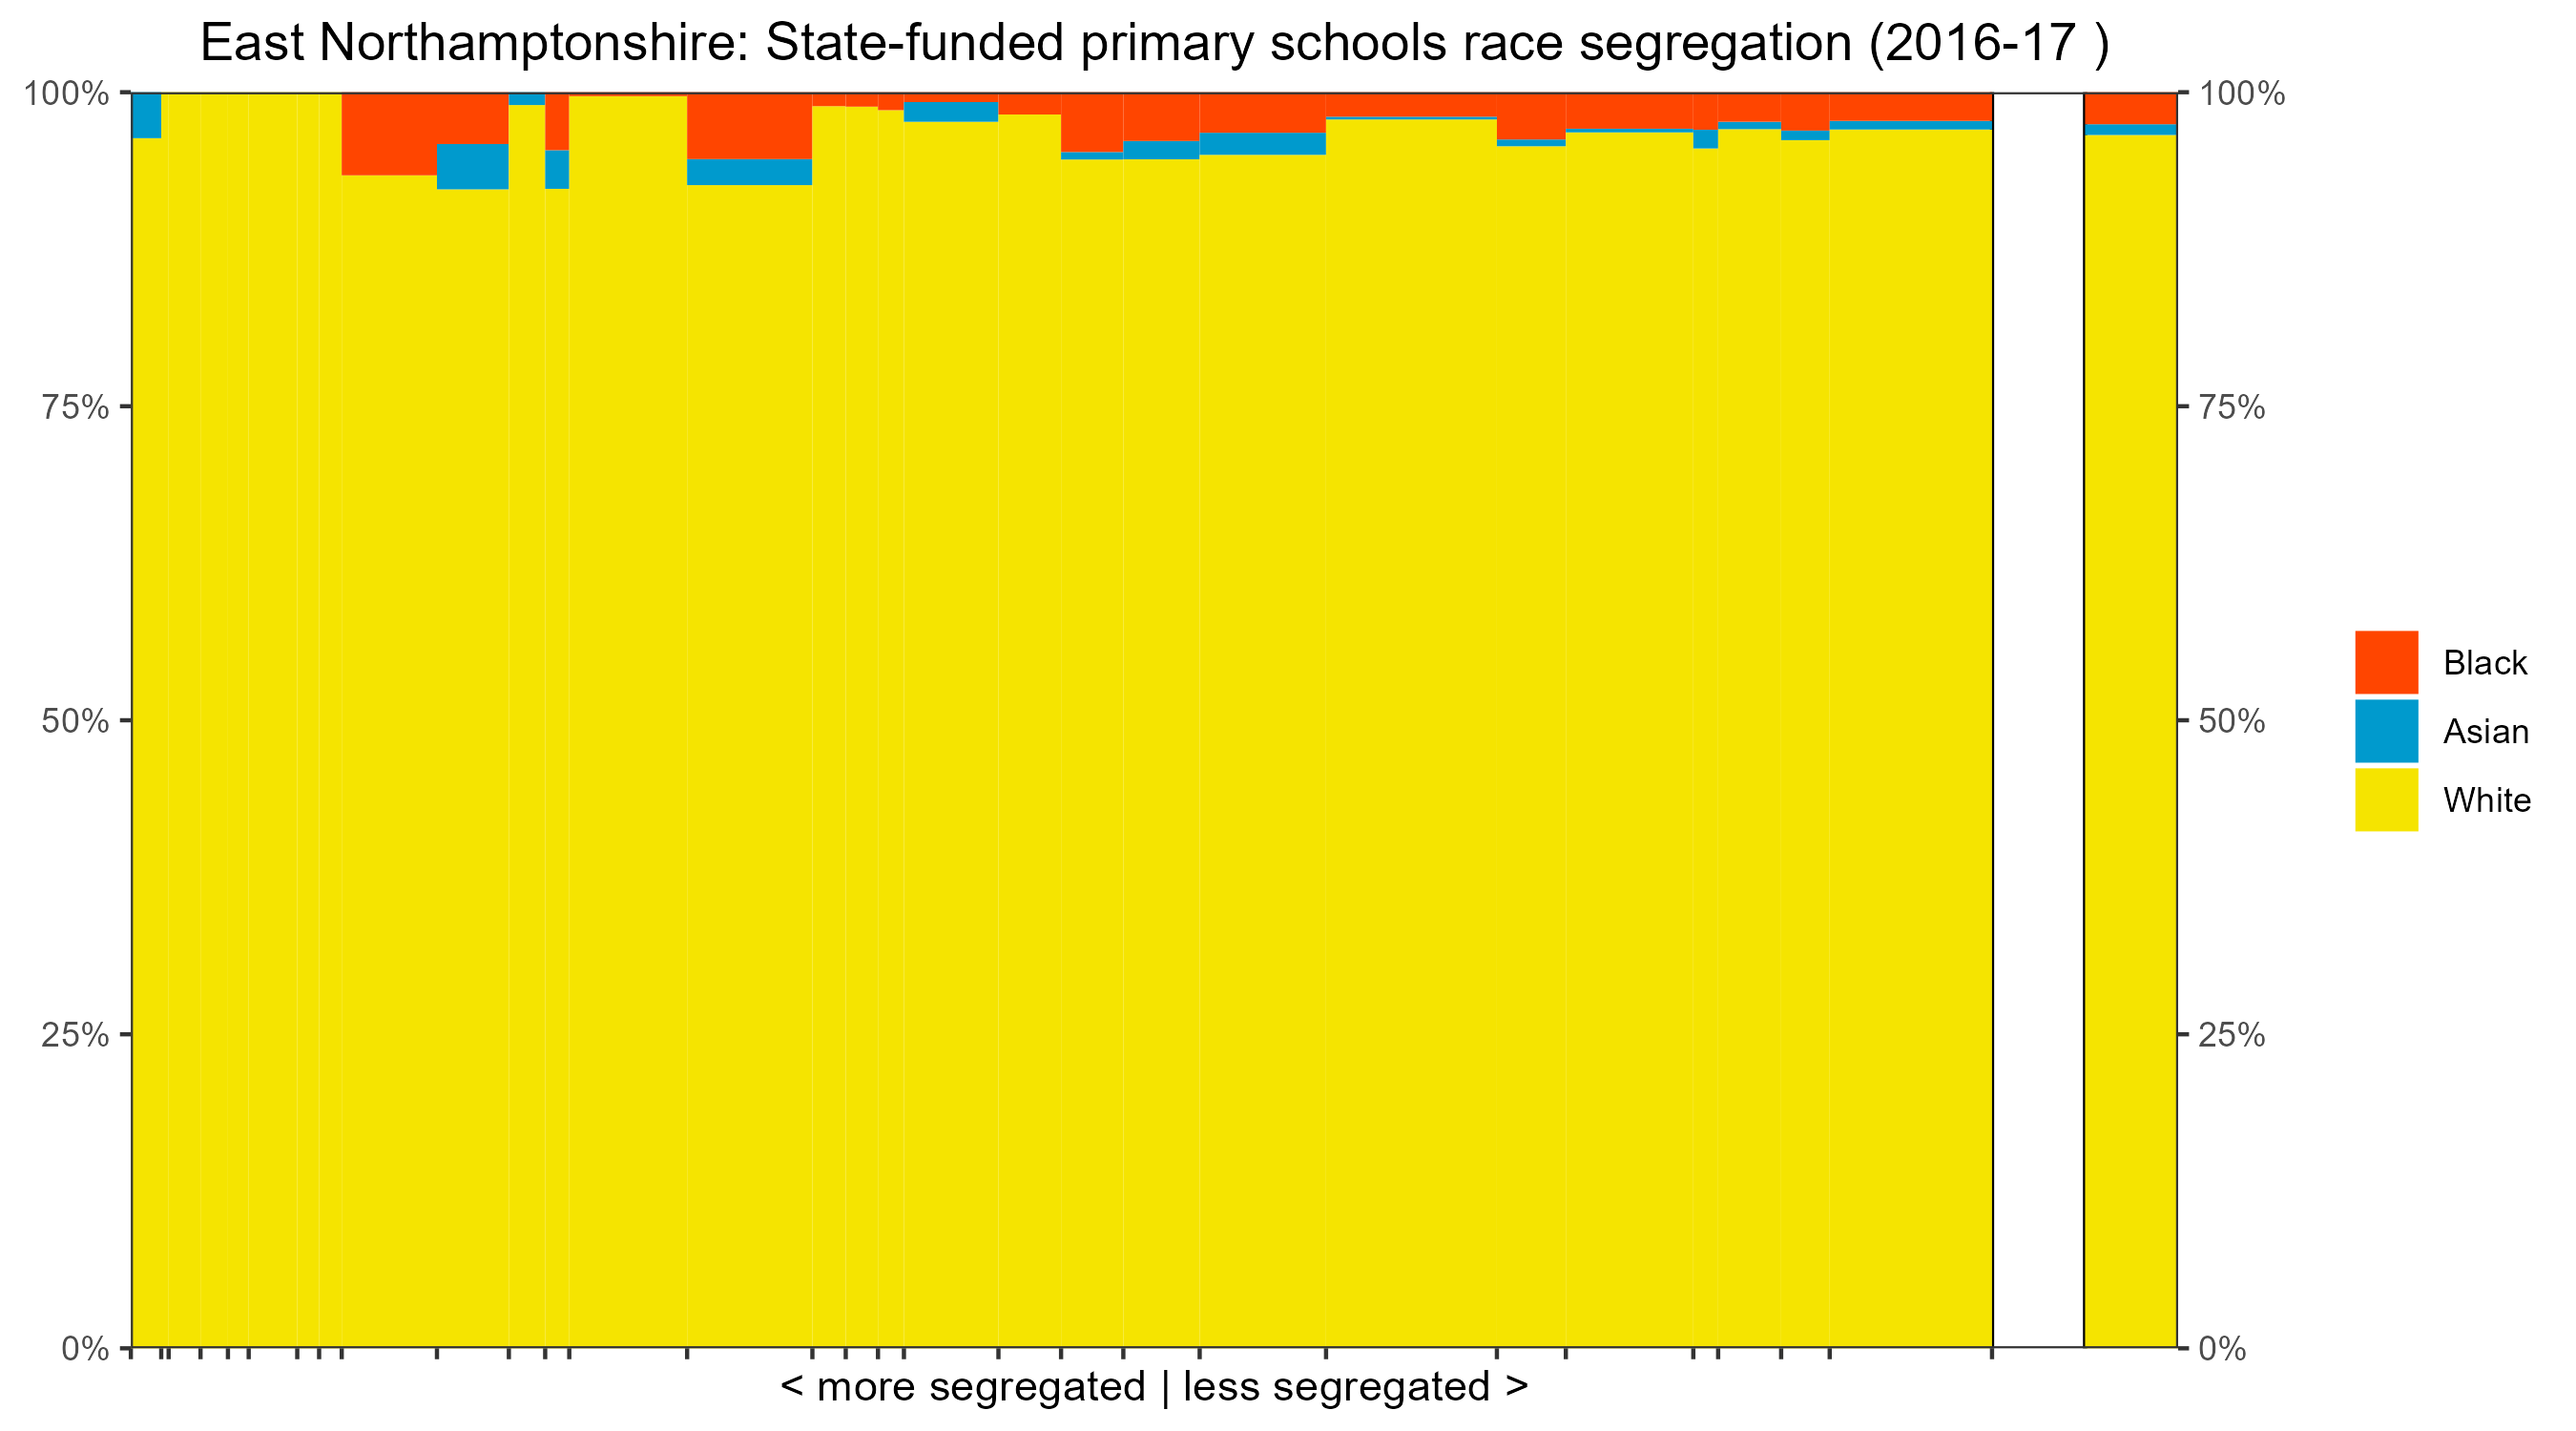 East Northamptonshire: State-funded primary schools race segregation (2016-17 )
100%
75%
50%
25%
0%
100%
75%
50%
25%
0%
Black
Asian
White
< more segregated | less segregated >